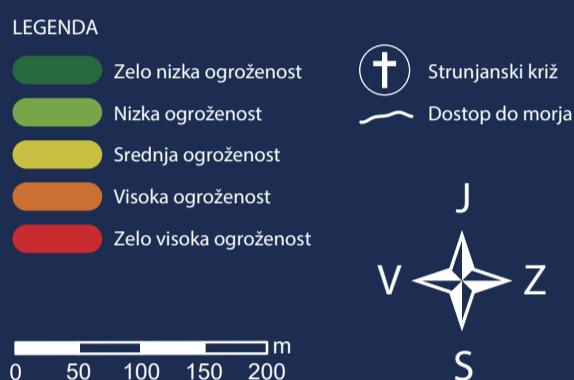 LEGENDA
Zelo nizka ogroženost
Nizka ogroženost
Srednja ogroženost
Visoka ogroženost
Zelo visoka ogroženost
Strunjanski križ
Dostop do morja
J
V Z
S
0 50 100 150 200 m